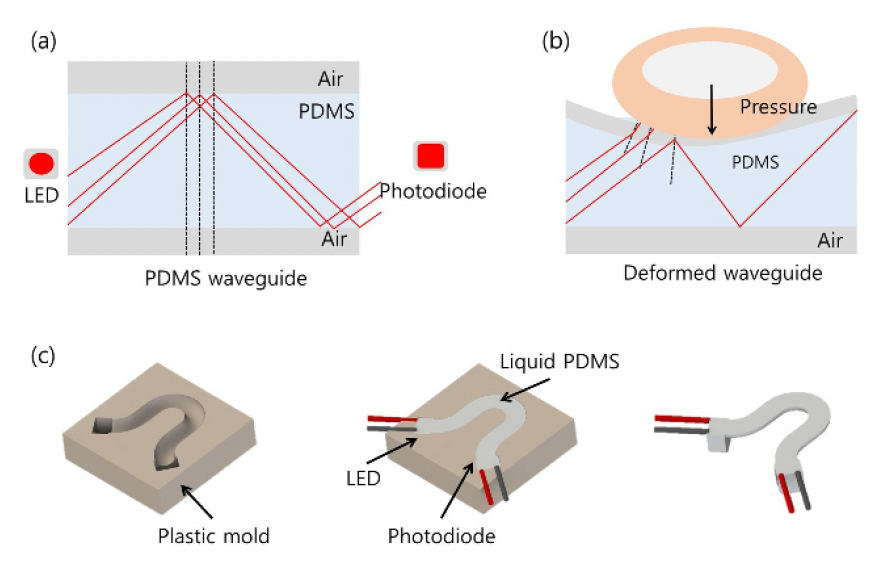 (a)
Air
PDMS
LED
Photodiode
Air
PDMS waveguide
(b)
Pressure
PDMS
Air
Deformed waveguide
(c)
Plastic mold
Liquid PDMS
LED
Photodiode